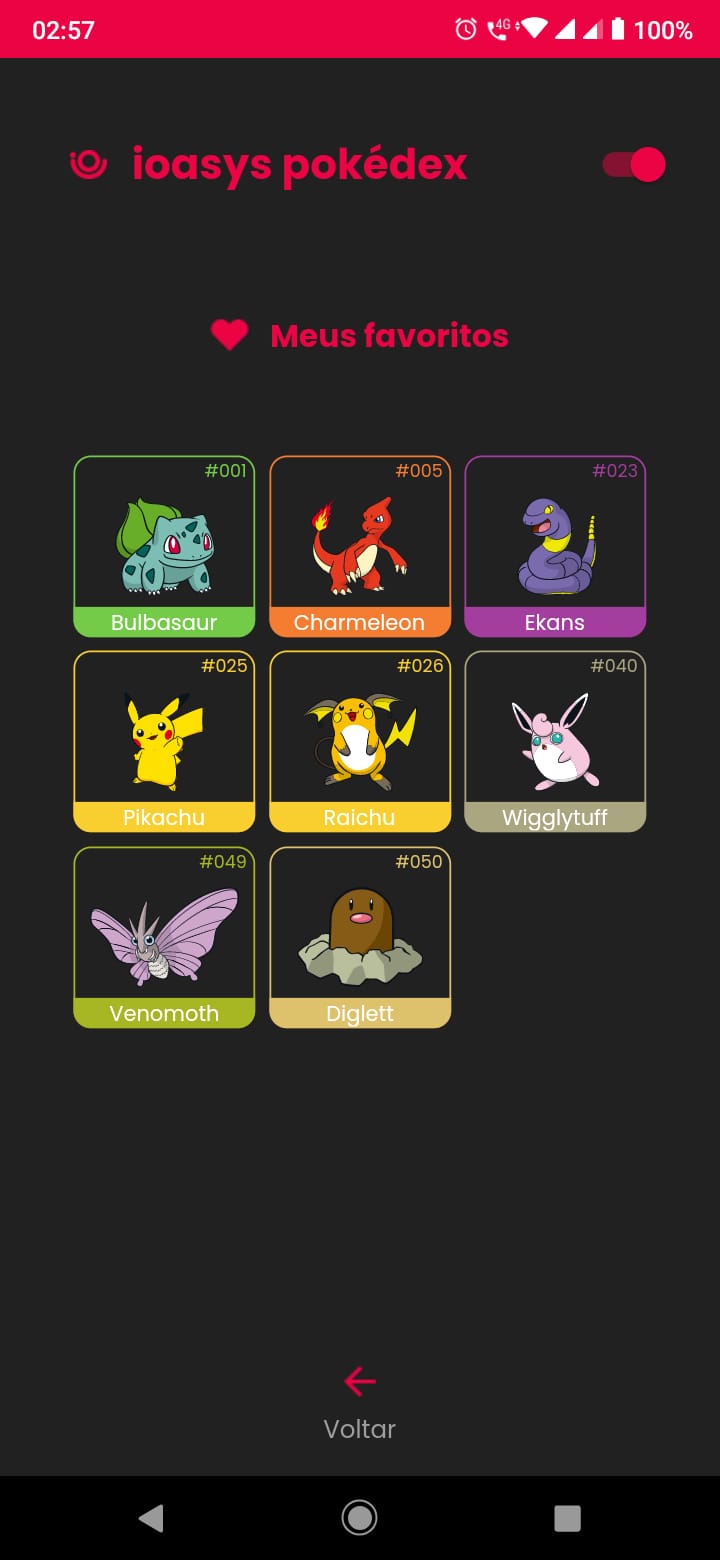 02:57 4G 100%
ioasys pokédex
Meus favoritos
#001 #005 #023
Bulbasaur Charmeleon Ekans
#025 #026 #040
Pikachu Raichu Wigglytuff
#049 #050
Venomoth Diglett
Voltar